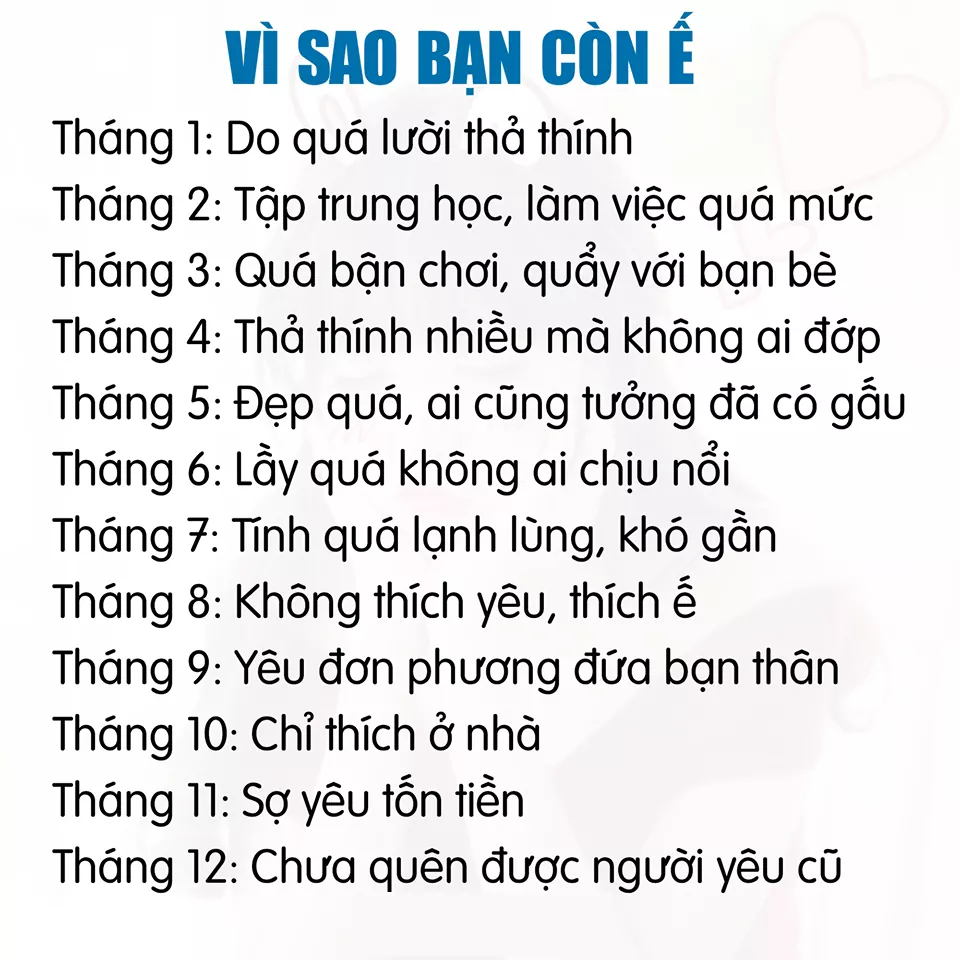 VÌ SAO BẠN CÒN Ế
Tháng 1: Do quá lười thả thính
Tháng 2: Tập trung học, làm việc quá mức
Tháng 3: Quá bận chơi, quẩy với bạn bè
Tháng 4: Thả thính nhiều mà không ai đớp
Tháng 5: Đẹp quá, ai cũng tưởng đã có gấu
Tháng 6: Lầy quá không ai chịu nổi
Tháng 7: Tính quá lạnh lùng, khó gần
Tháng 8: Không thích yêu, thích ế
Tháng 9: Yêu đơn phương đứa bạn thân
Tháng 10: Chỉ thích ở nhà
Tháng 11: Sợ yêu tốn tiền
Tháng 12: Chưa quên được người yêu cũ